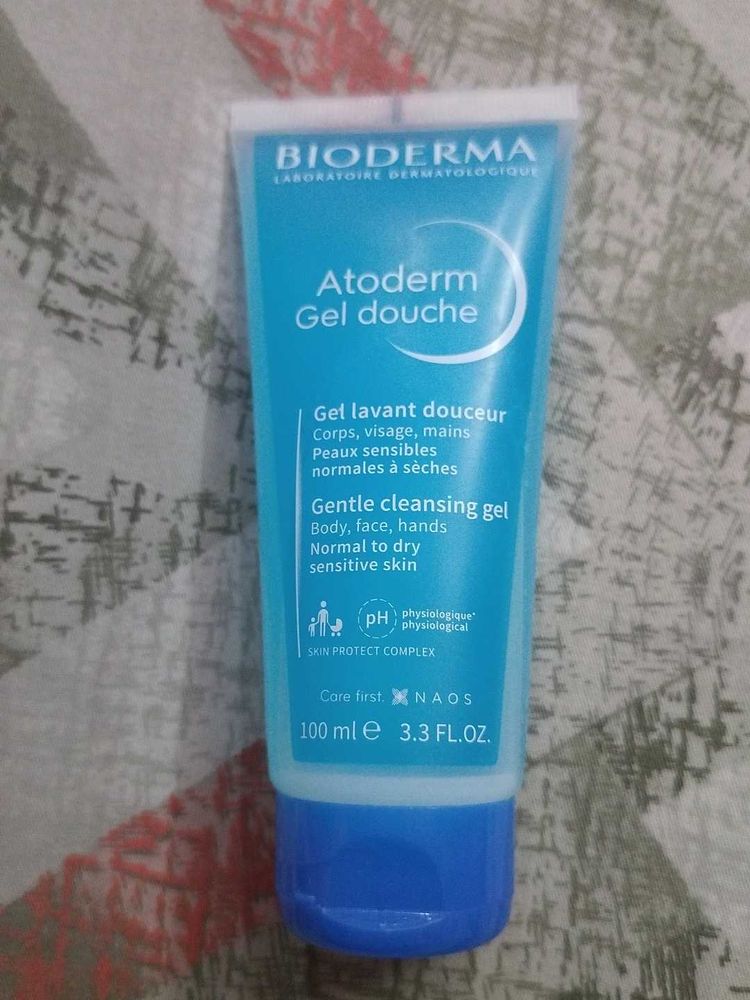 BIODERMA
LABORATOIRE DERMATOLOGIQUE
Atoderm
Gel douche
Gel lavant douceur
Corps, visage, mains
Peaux sensibles
normales à sèches
Gentle cleansing gel
Body, face, hands
Normal to dry
sensitive skin
pH physiologique*
physiological
SKIN PROTECT COMPLEX
Care first. NAOS
100 ml ℮ 3.3 FL.OZ.